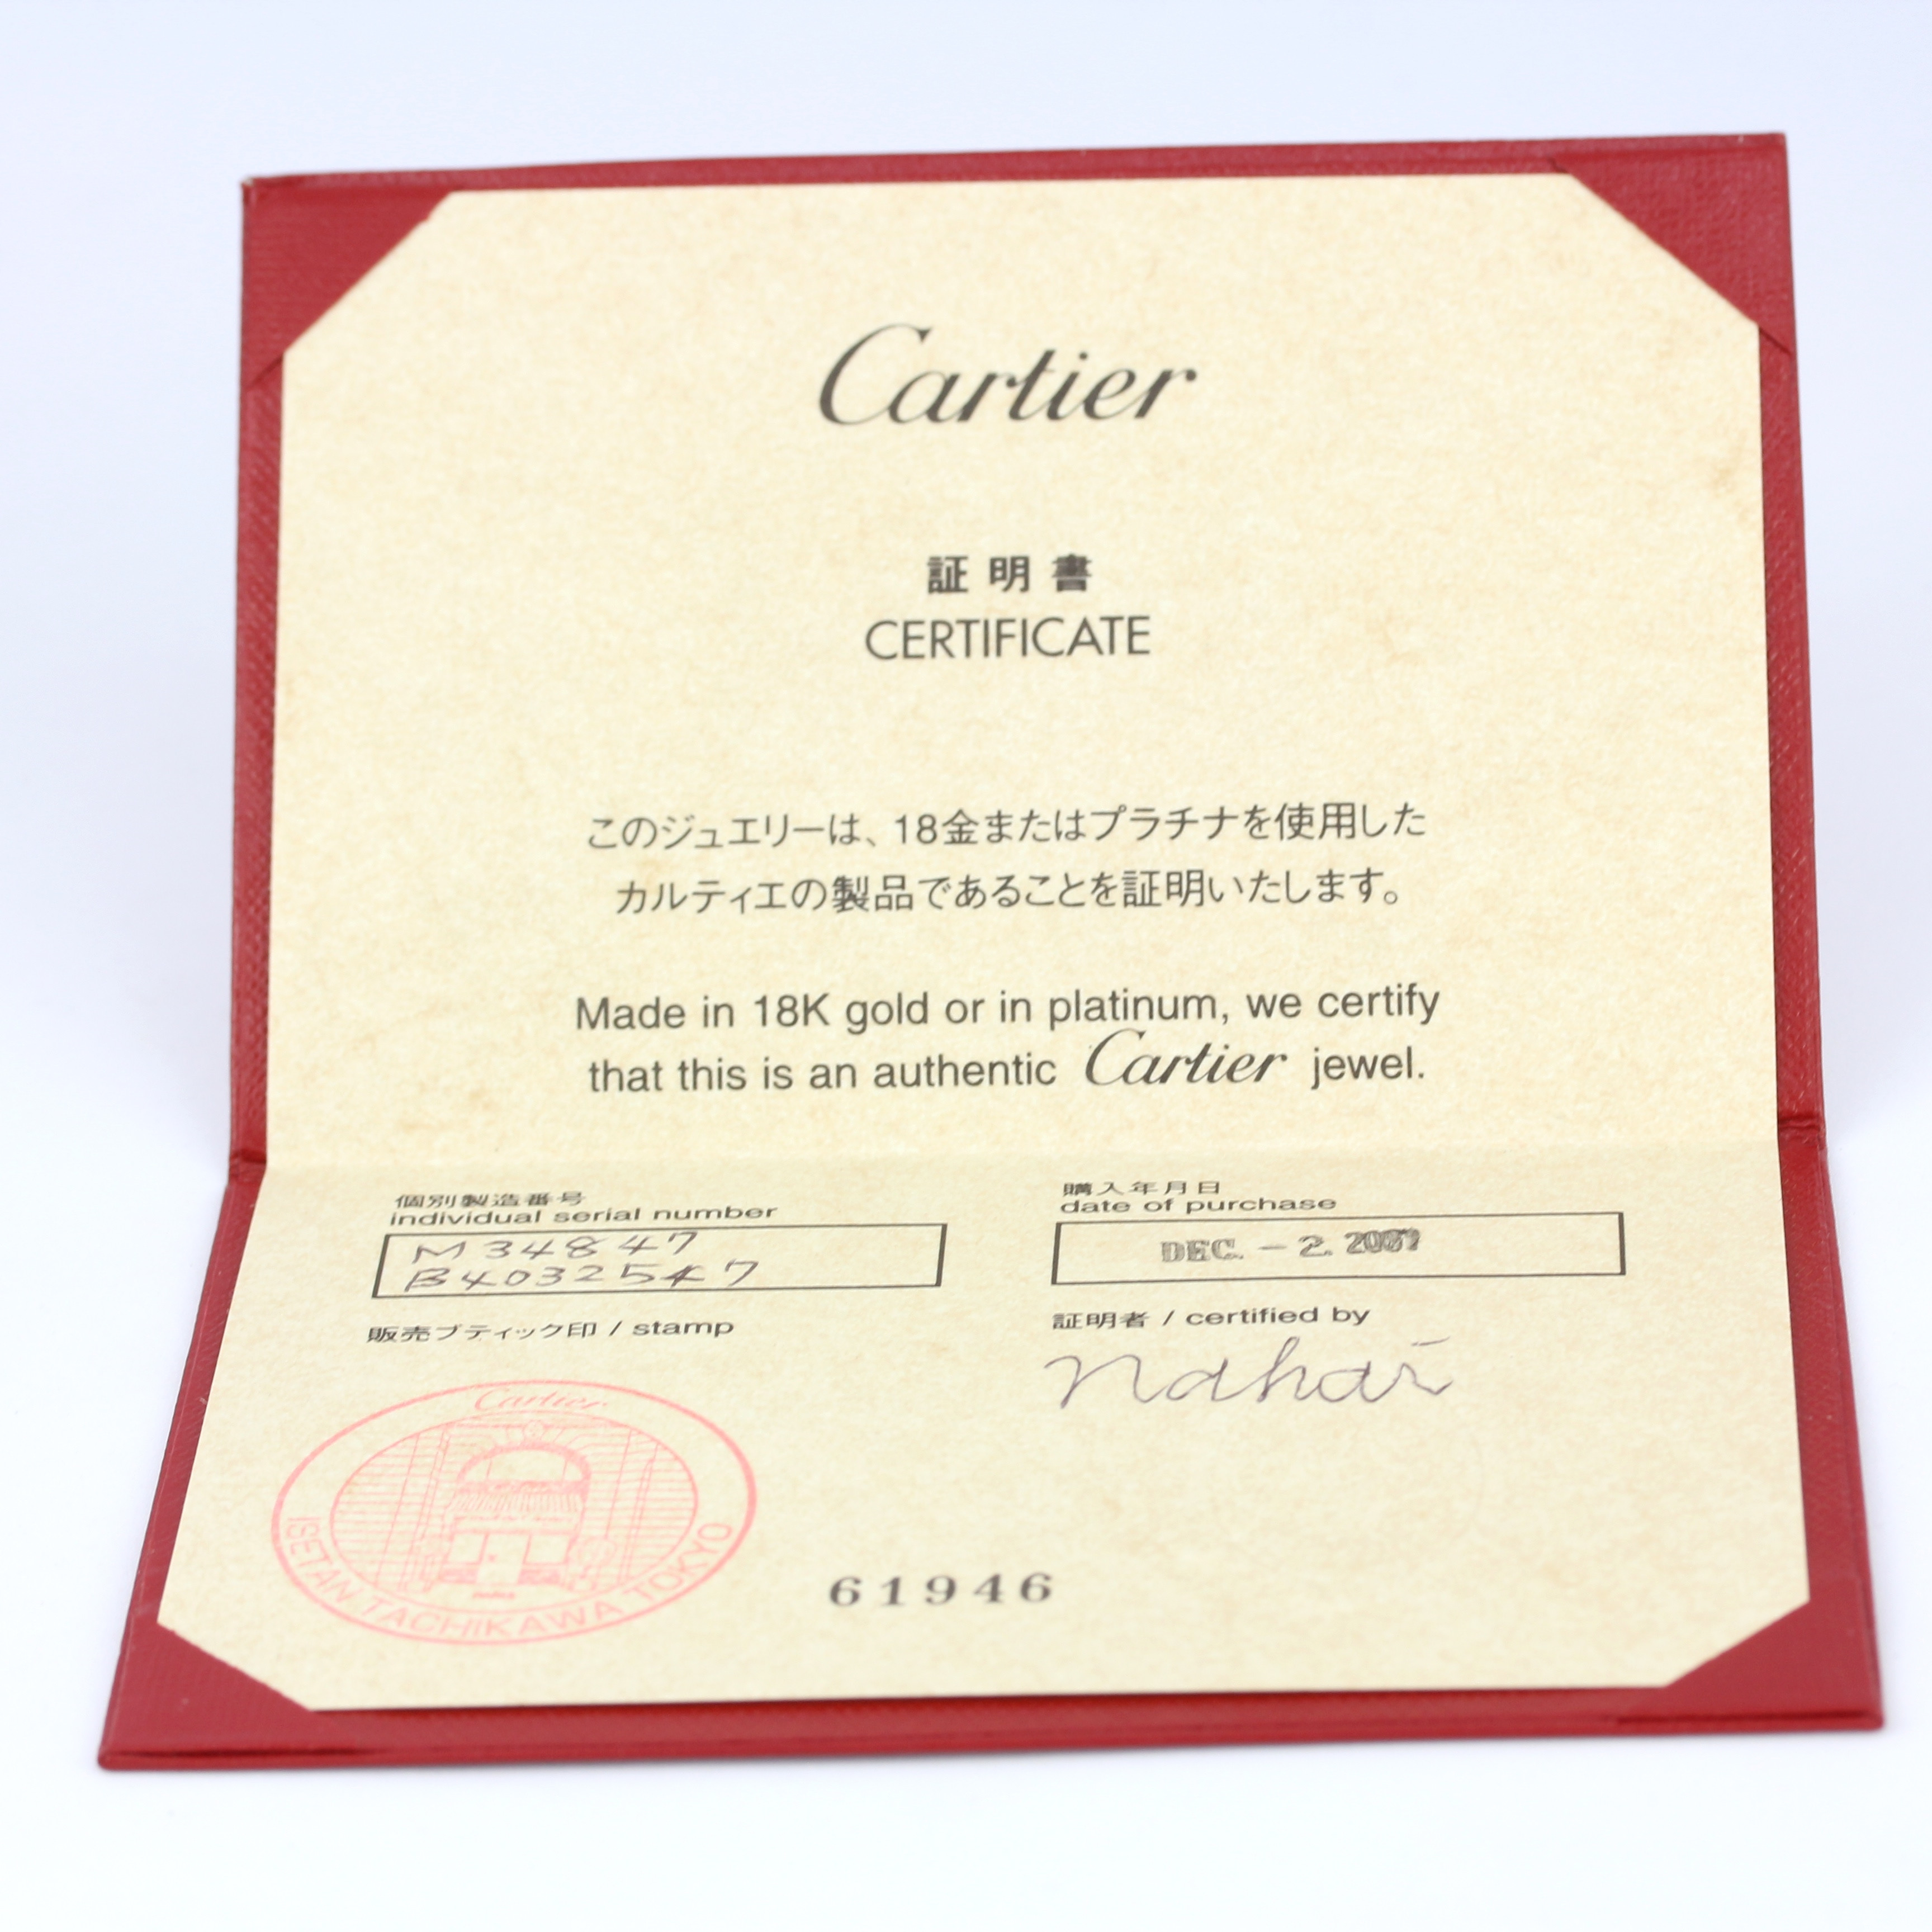 Cartier
証明書
CERTIFICATE
このジュエリーは、18金またはプラチナを使用した
カルティエの製品であることを証明いたします。
Made in 18K gold or in platinum, we certify
that this is an authentic Cartier jewel.
個別製造番号
individual serial number
M34847
B4032547
購入年月日
date of purchase
DEC. - 2. 2007
販売ブティック印 / stamp
証明者 / certified by
Nakai
Cartier
ISETAN TACHIKAWA TOKYO
61946